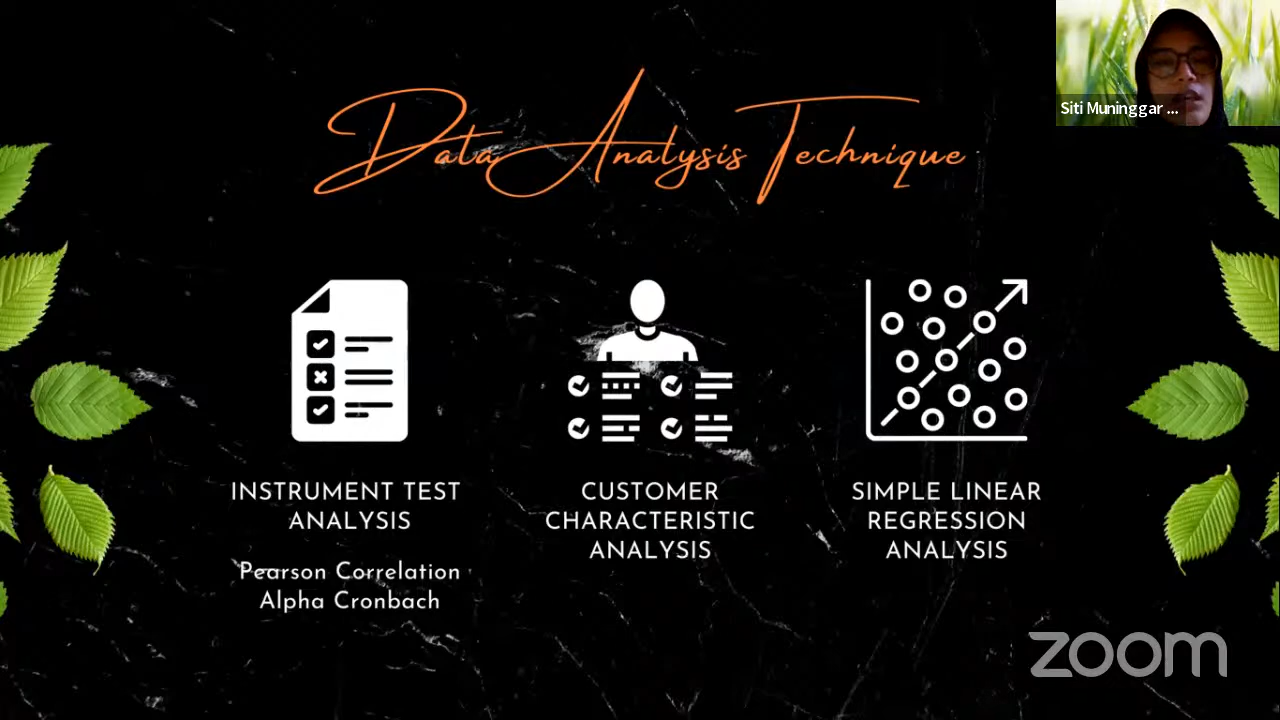 Data Analysis Technique
Siti Muninggar ...
INSTRUMENT TEST
ANALYSIS
Pearson Correlation
Alpha Cronbach
CUSTOMER
CHARACTERISTIC
ANALYSIS
SIMPLE LINEAR
REGRESSION
ANALYSIS
zoom